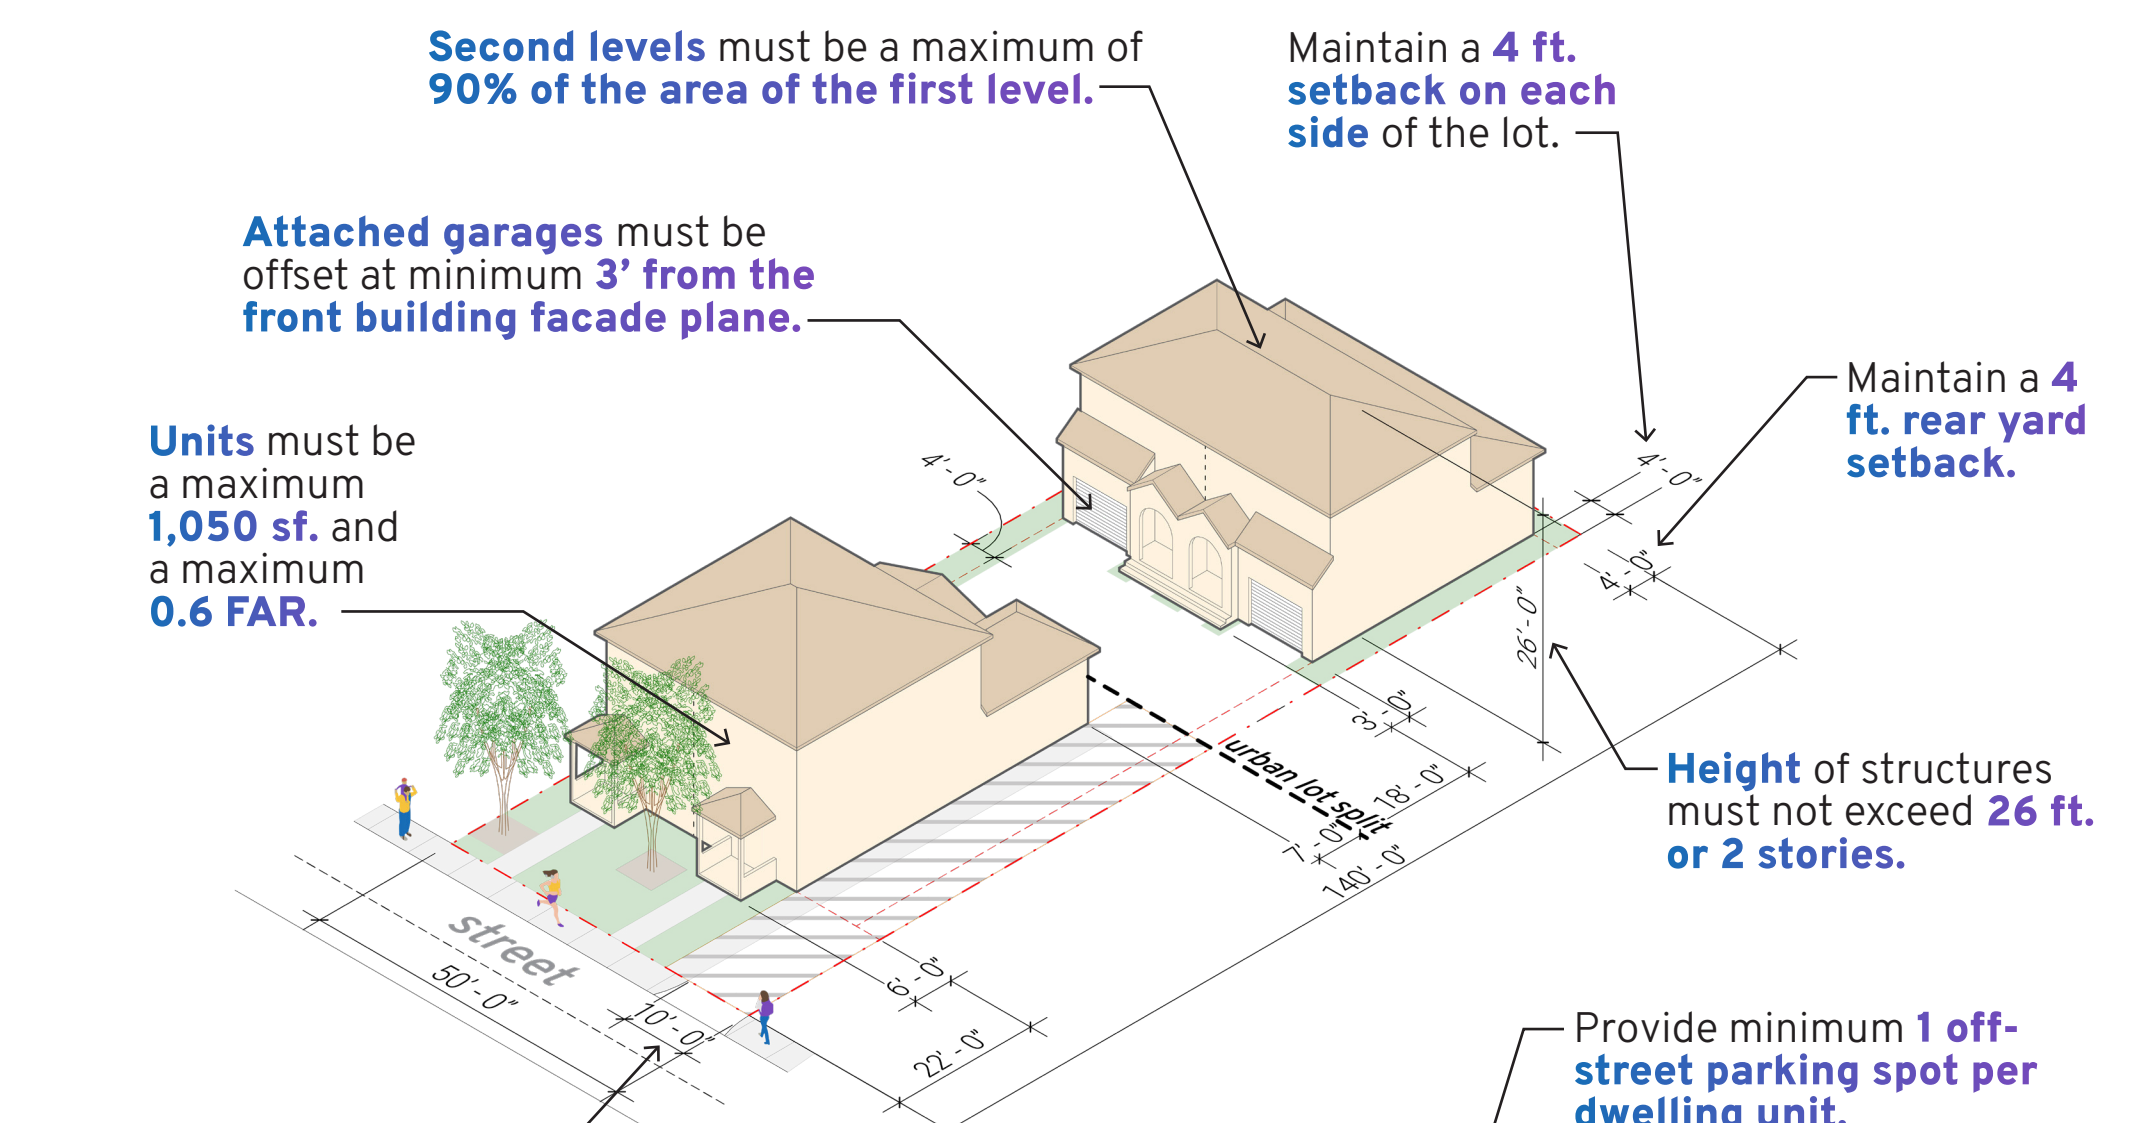 Second levels must be a maximum of
90% of the area of the first level.
Maintain a 4 ft.
setback on each
side of the lot.
Attached garages must be
offset at minimum 3’ from the
front building facade plane.
Maintain a 4
ft. rear yard
setback.
Units must be
a maximum
1,050 sf. and
a maximum
0.6 FAR.
4'-0"
4'-0"
4'-0"
26'-0"
3'-0"
urban lot split
18'-0"
7'-0"
140'-0"
Height of structures
must not exceed 26 ft.
or 2 stories.
street
50'-0"
10'-0"
6'-0"
22'-0"
Provide minimum 1 off-
street parking spot per
dwelling unit.